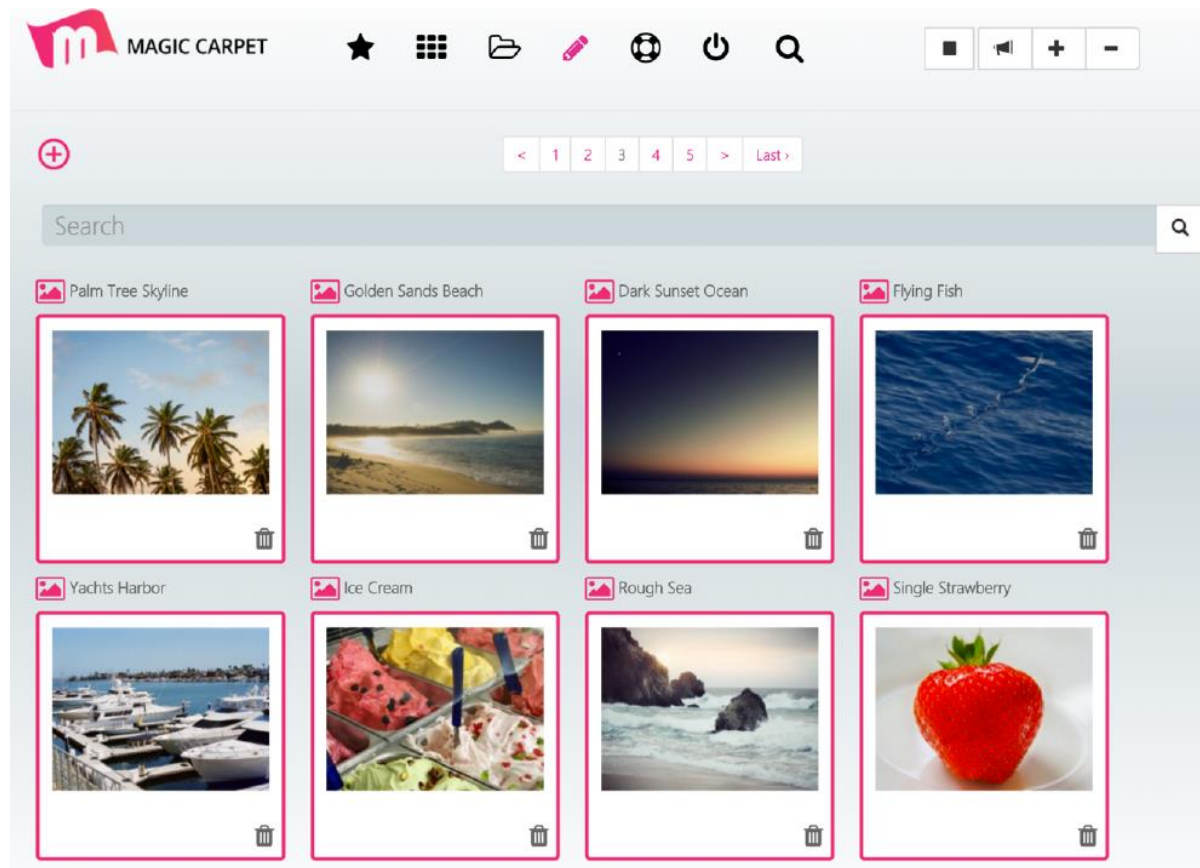 MAGIC CARPET
< 1 2 3 4 5 > Last ›
Search
Palm Tree Skyline Golden Sands Beach Dark Sunset Ocean Flying Fish
Yachts Harbor Ice Cream Rough Sea Single Strawberry